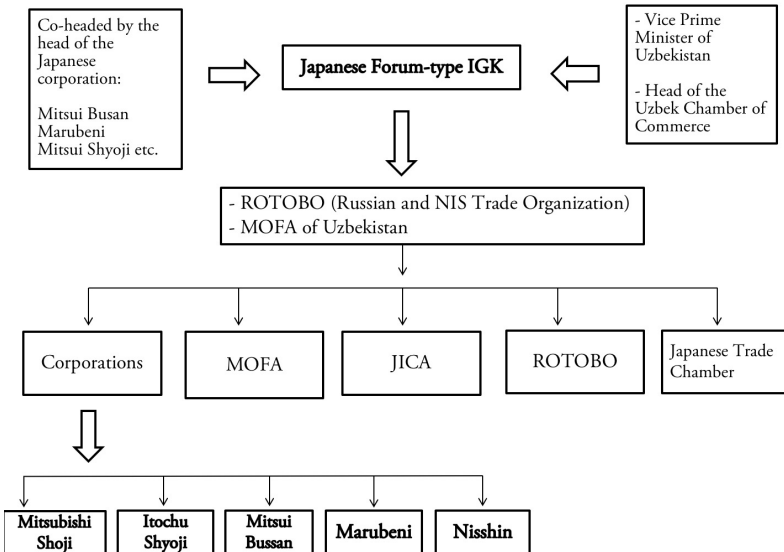 Co-headed by the
head of the
Japanese
corporation:
Mitsui Busan
Marubeni
Mitsui Shyoji etc.
Japanese Forum-type IGK
- Vice Prime
Minister of
Uzbekistan
- Head of the
Uzbek Chamber of
Commerce
- ROTOBO (Russian and NIS Trade Organization)
- MOFA of Uzbekistan
Corporations
MOFA
JICA
ROTOBO
Japanese Trade
Chamber
Mitsubishi
Shoji
Itochu
Shyoji
Mitsui
Bussan
Marubeni
Nisshin